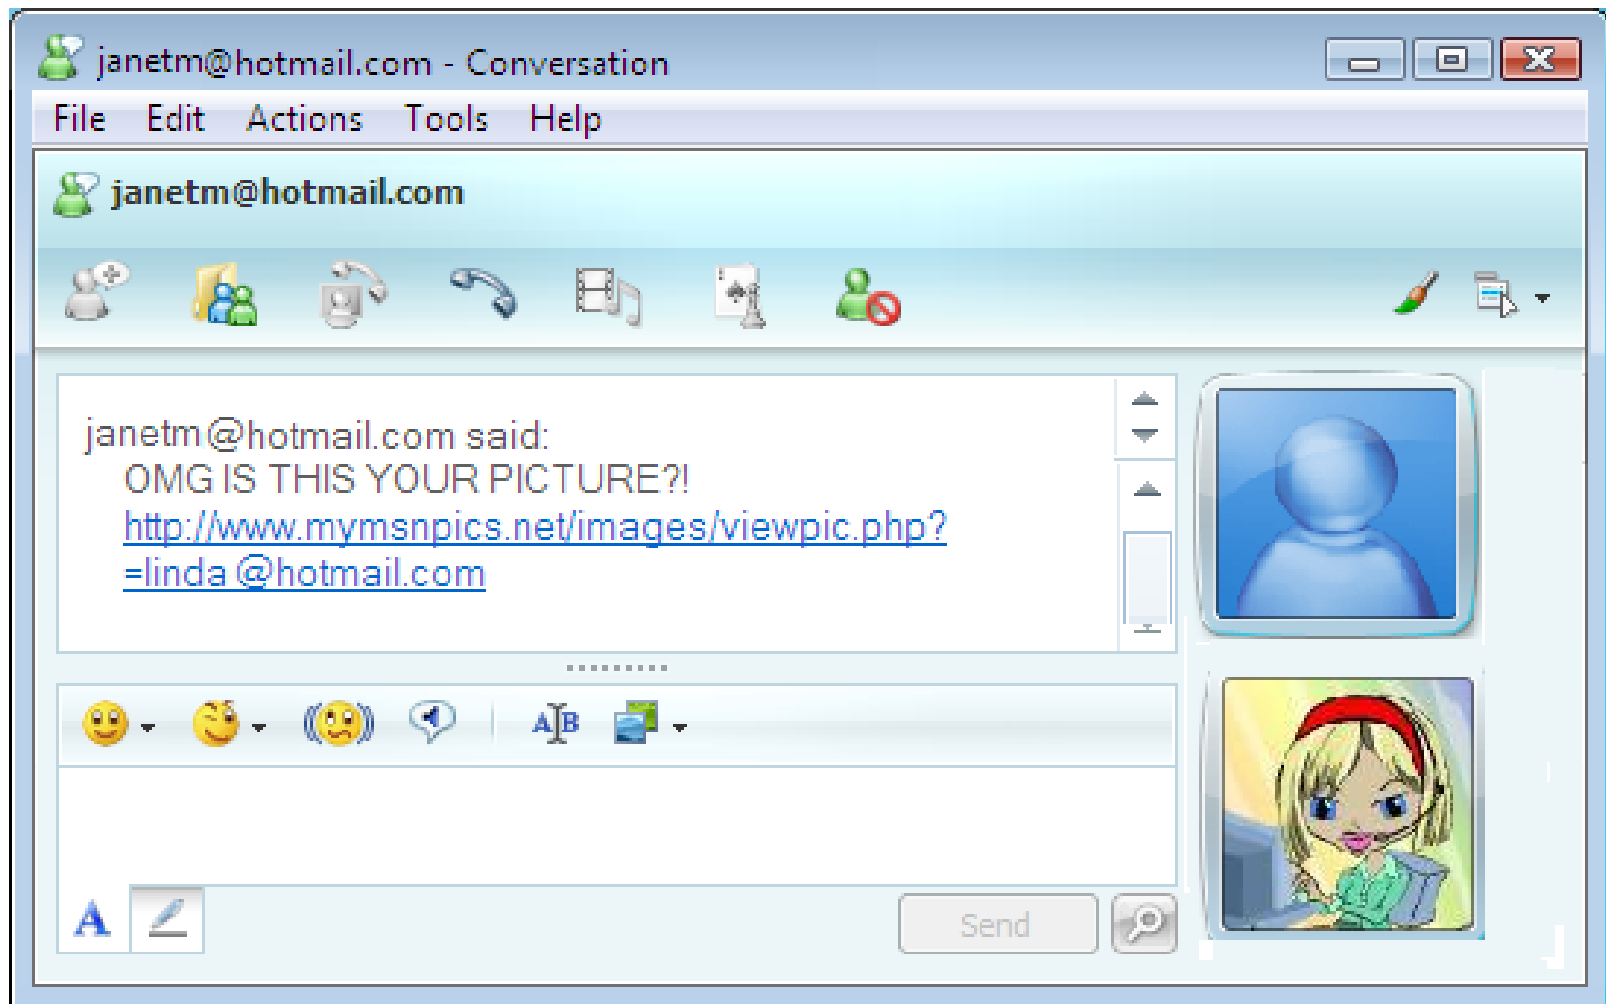 janetm@hotmail.com - Conversation
File Edit Actions Tools Help
janetm@hotmail.com
janetm@hotmail.com said:
OMG IS THIS YOUR PICTURE?!
http://www.mymsnpics.net/images/viewpic.php?
=linda@hotmail.com
A B
A
Send